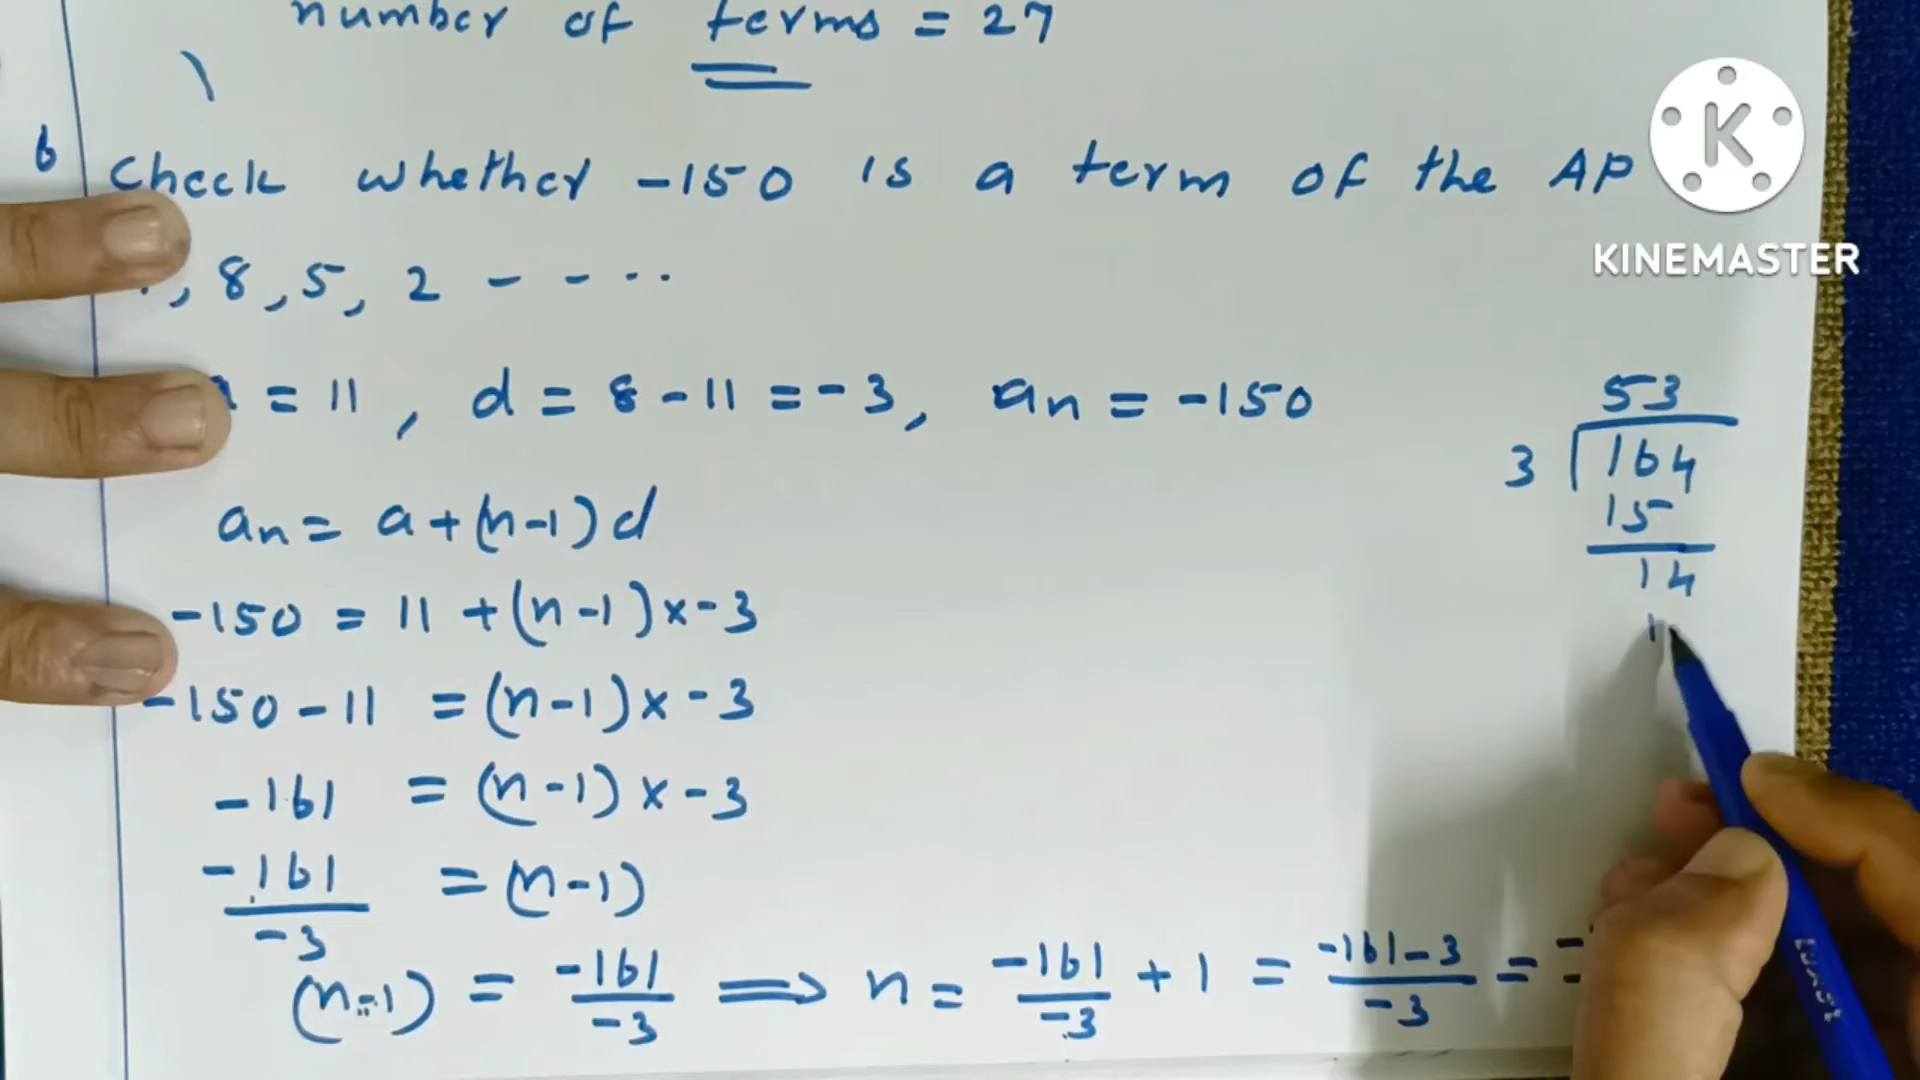 number of terms = 27
6 Check whether -150 is a term of the AP
, 8, 5, 2 - - - ..
= 11, d = 8 - 11 = -3, an = -150
an = a + (n-1) d
-150 = 11 + (n-1) x -3
-150 - 11 = (n-1) x -3
-161 = (n-1) x -3
-161 / -3 = (n-1)
(n-1) = -161 / -3 ⟹ n = -161 / -3 + 1 = -161-3 / -3 =
53
3 164
15
14
1
K
KINEMASTER
LUXOR